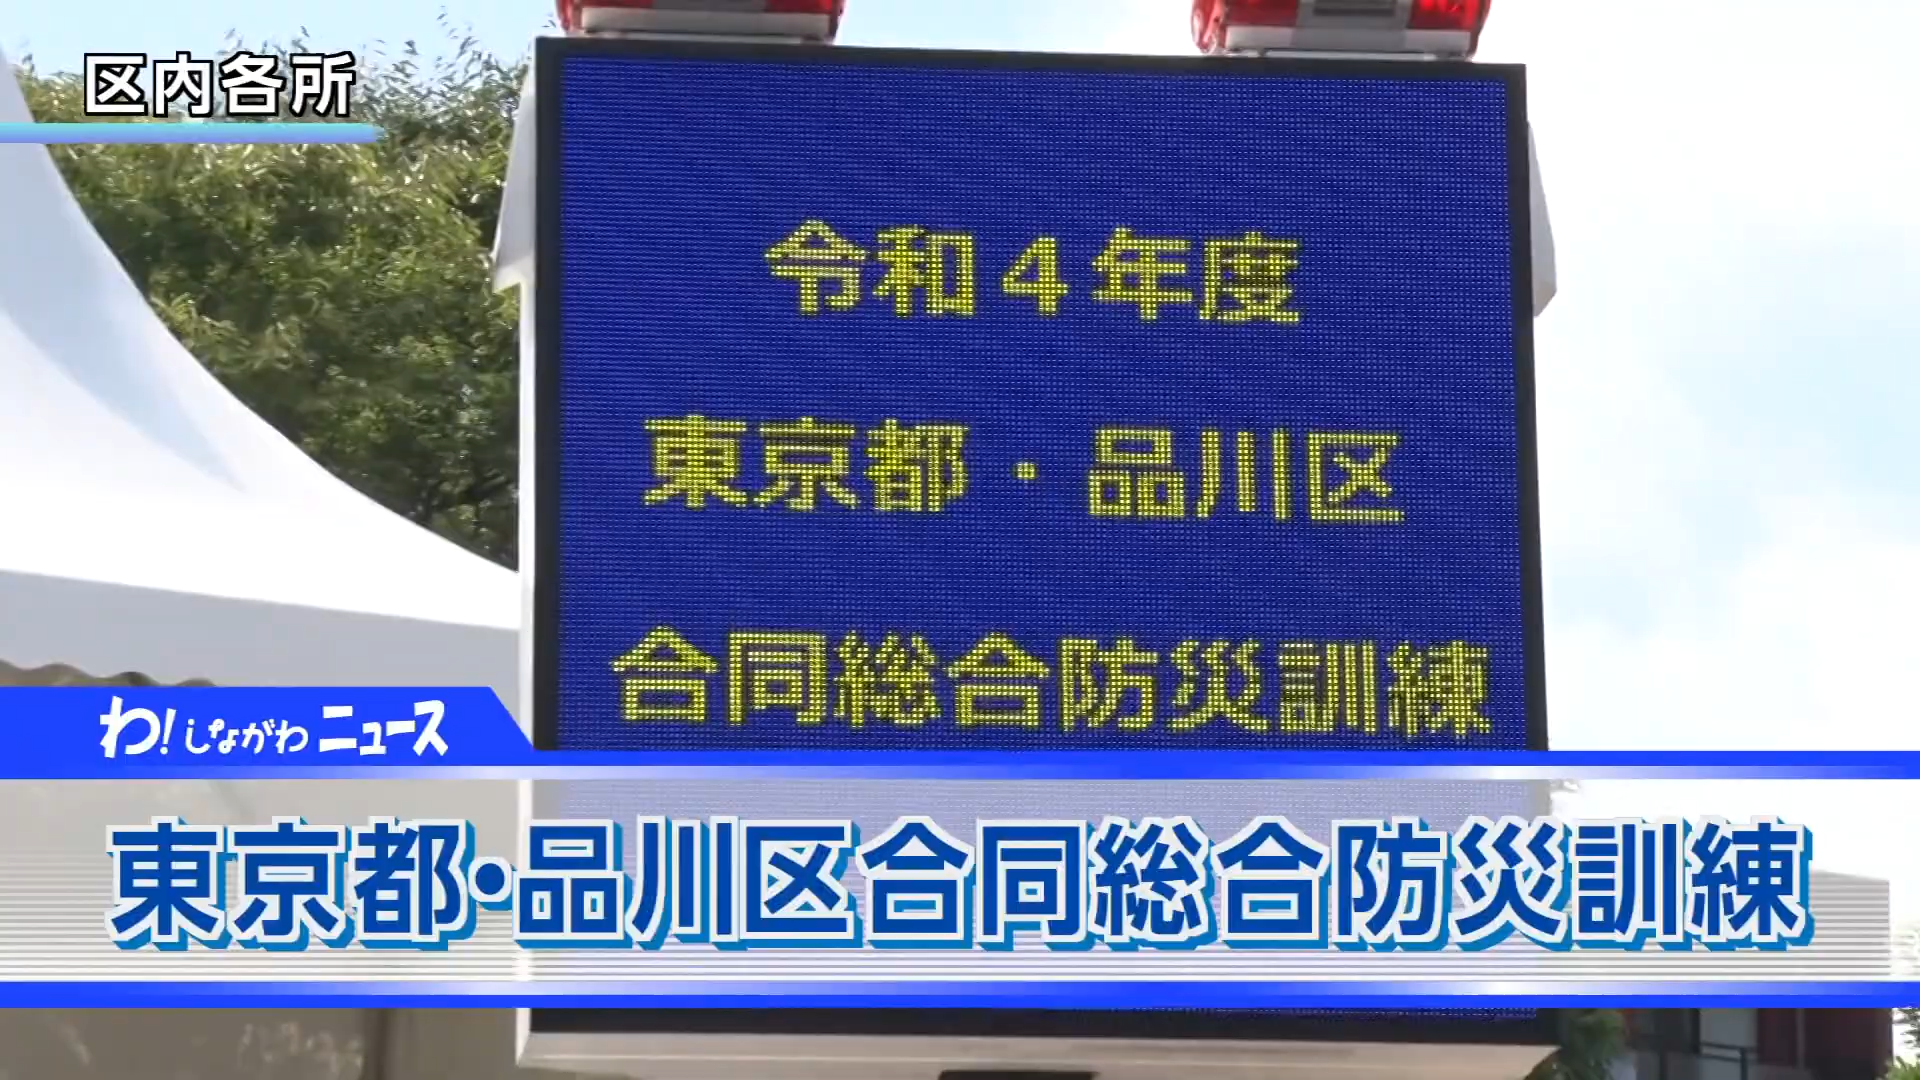 区内各所
令和４年度
東京都・品川区
合同総合防災訓練
わ！しながわニュース
東京都・品川区合同総合防災訓練